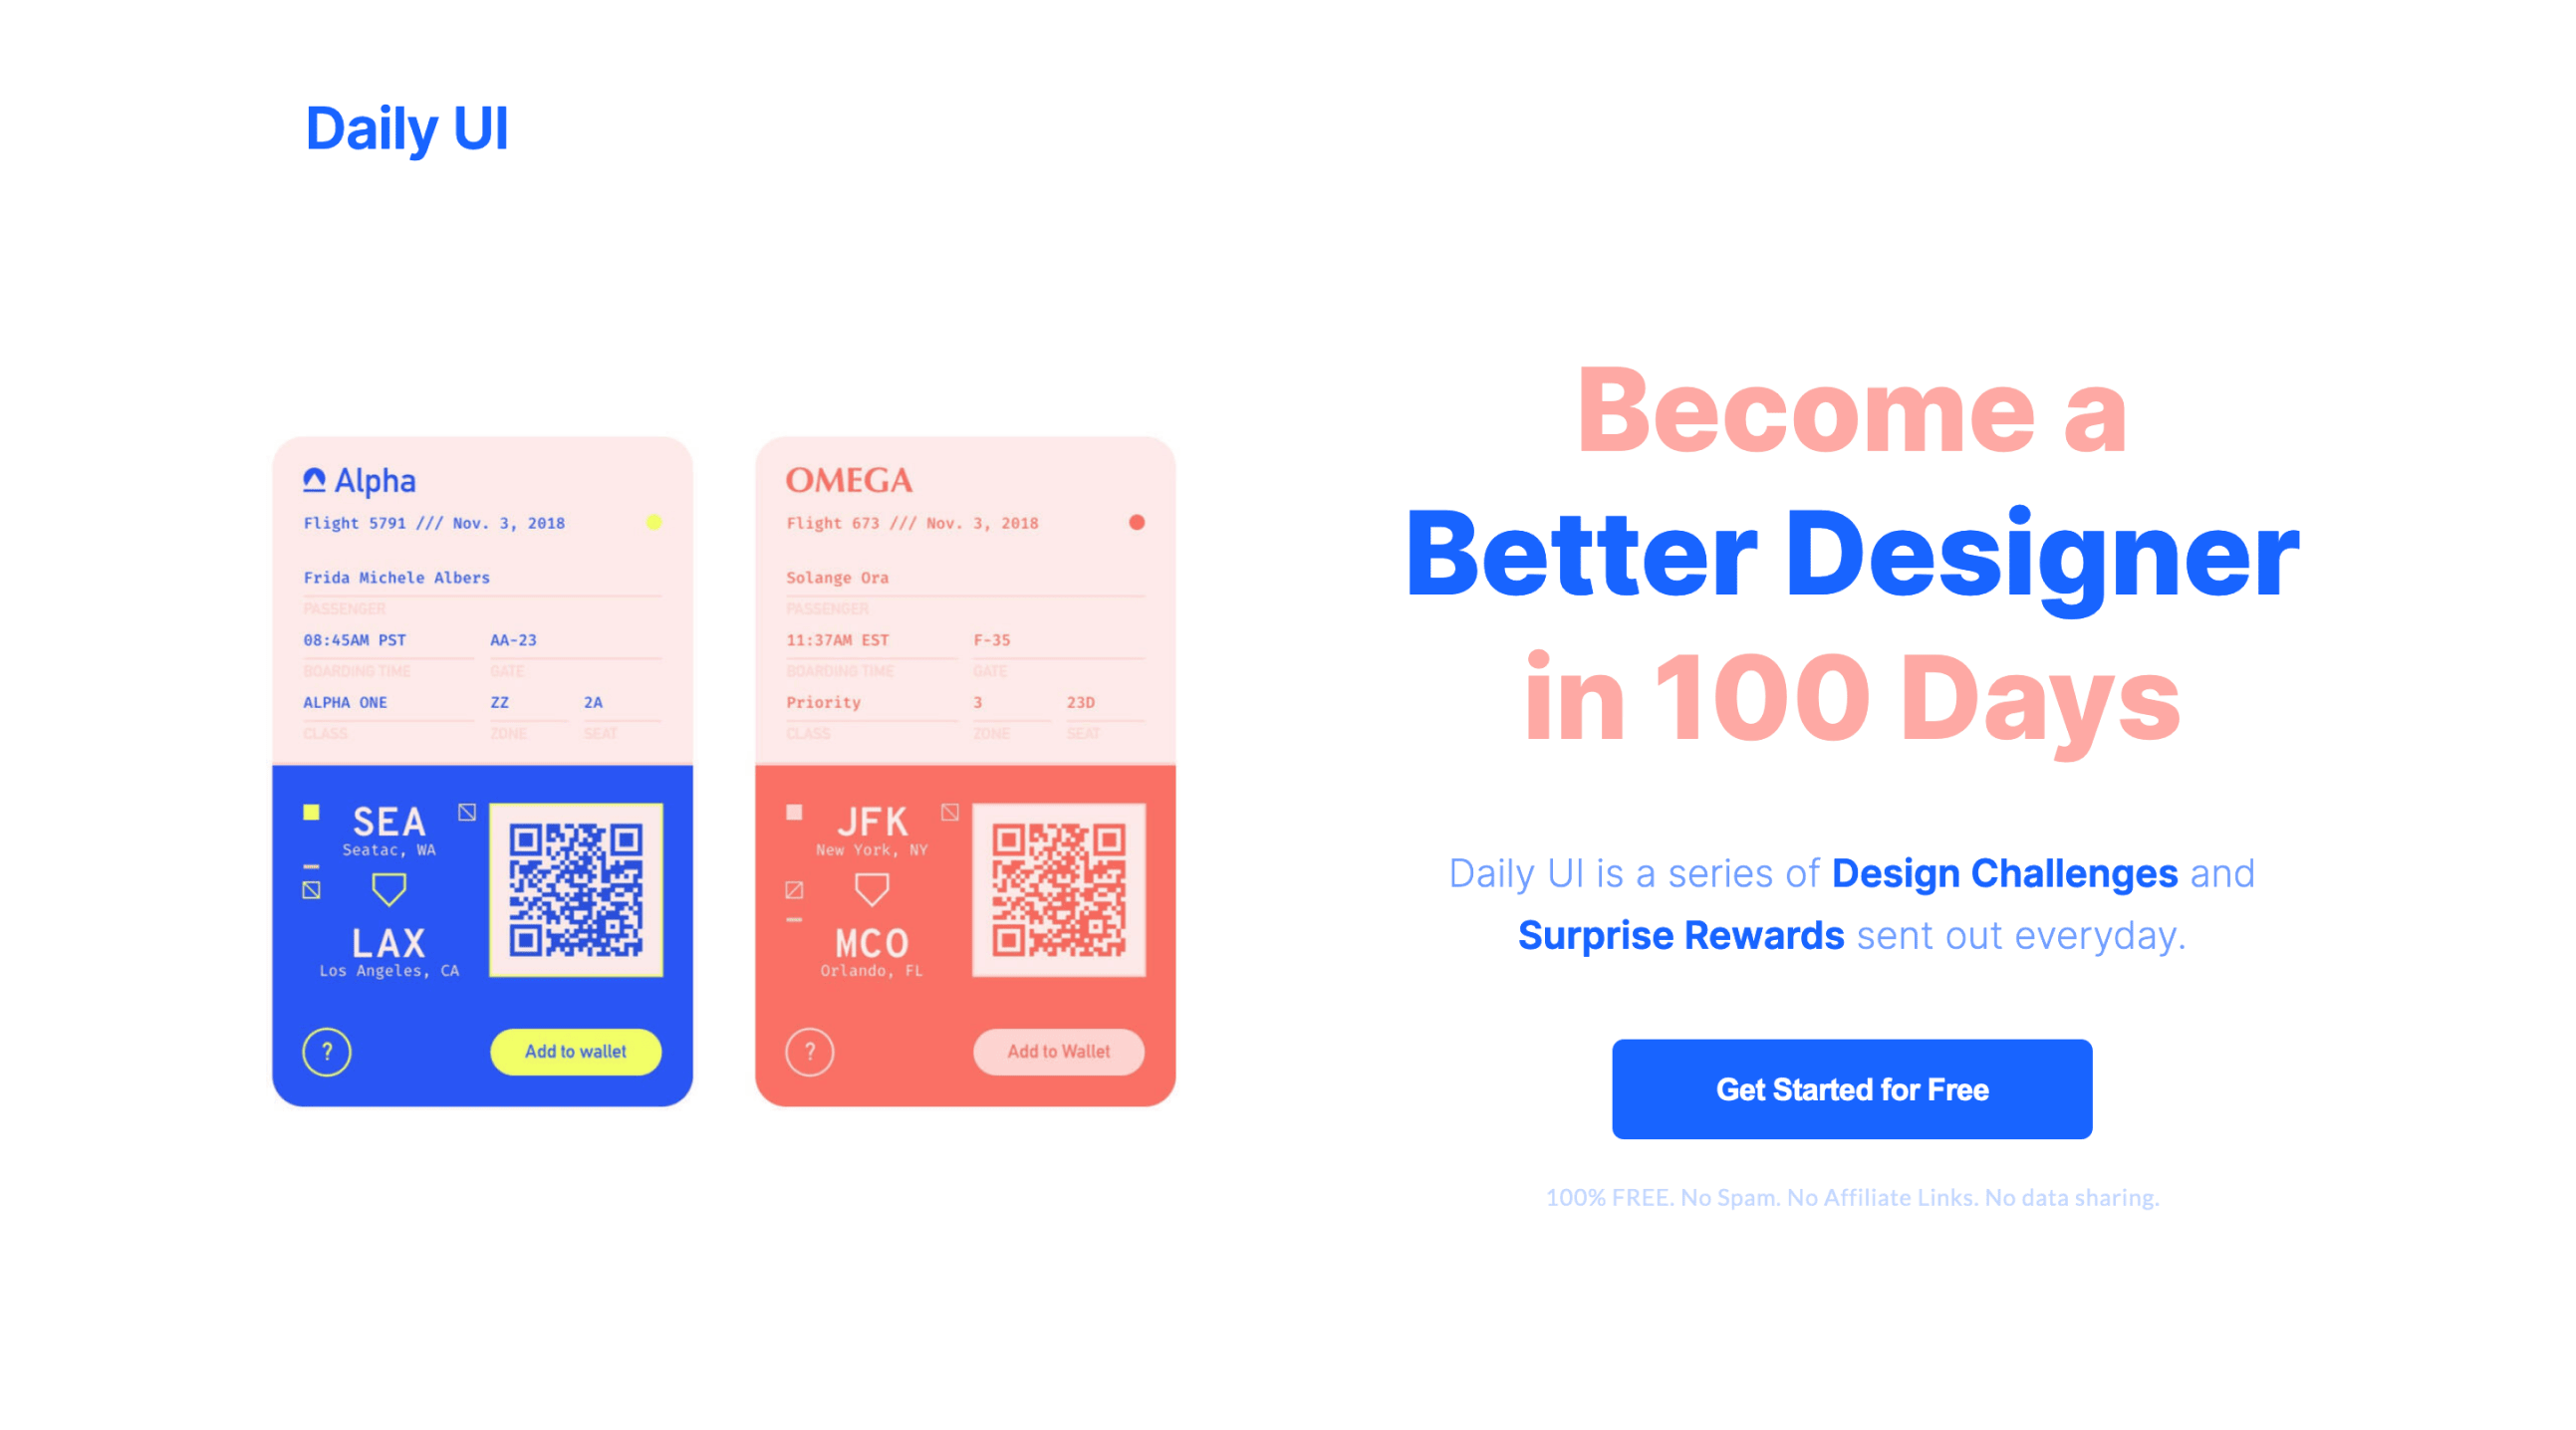 Daily UI
Alpha
Flight 5791 /// Nov. 3, 2018
Frida Michele Albers
PASSENGER
08:45AM PST AA-23
BOARDING TIME GATE
ALPHA ONE ZZ 2A
CLASS ZONE SEAT
SEA
Seatac, WA
LAX
Los Angeles, CA
? Add to wallet
OMEGA
Flight 673 /// Nov. 3, 2018
Solange Ora
PASSENGER
11:37AM EST F-35
BOARDING TIME GATE
Priority 3 23D
CLASS ZONE SEAT
JFK
New York, NY
MCO
Orlando, FL
? Add to Wallet
Become a
Better Designer
in 100 Days
Daily UI is a series of Design Challenges and
Surprise Rewards sent out everyday.
Get Started for Free
100% FREE. No Spam. No Affiliate Links. No data sharing.